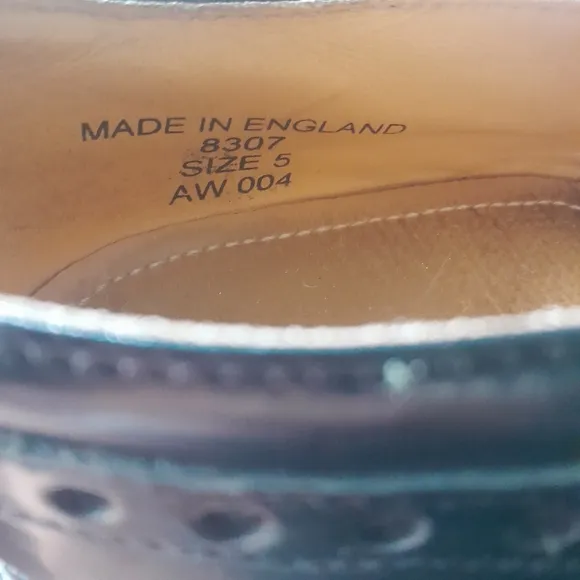 MADE IN ENGLAND
8307
SIZE 5
AW 004